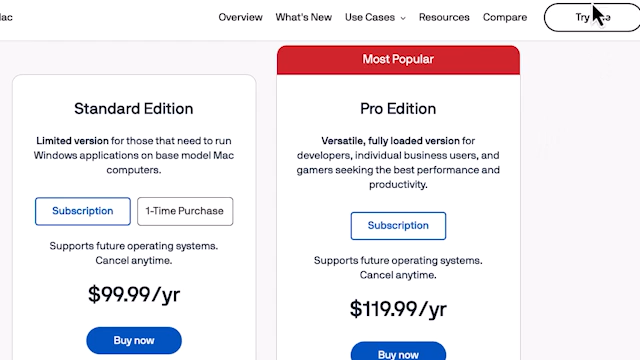 Overview What's New Use Cases Resources Compare
Most Popular
Standard Edition
Limited version for those that need to run
Windows applications on base model Mac
computers.
Subscription 1-Time Purchase
Supports future operating systems.
Cancel anytime.
$99.99/yr
Buy now
Pro Edition
Versatile, fully loaded version for
developers, individual business users, and
gamers seeking the best performance and
productivity.
Subscription
Supports future operating systems.
Cancel anytime.
$119.99/yr
Buy now